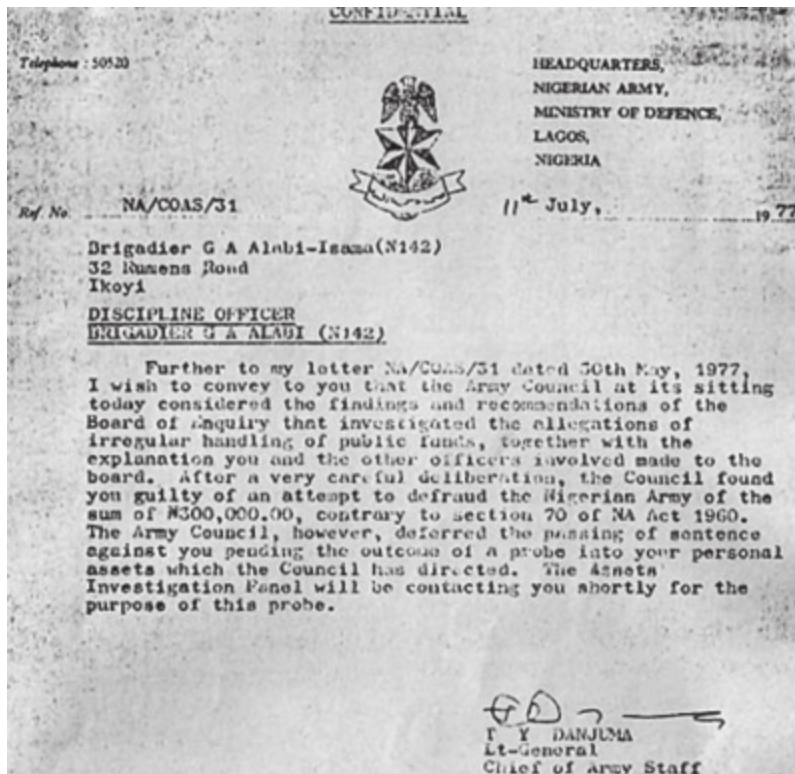 CONFIDENTIAL
Telephone : 50520
HEADQUARTERS,
NIGERIAN ARMY,
MINISTRY OF DEFENCE,
LAGOS,
NIGERIA
Ref. No. NA/COAS/31
11th July, 1977
Brigadier G A Alabi-Isama(N142)
32 Rumens Road
Ikoyi
DISCIPLINE OFFICER
BRIGADIER G A ALABI (N142)
Further to my letter NA/COAS/31 dated 30th May, 1977,
I wish to convey to you that the Army Council at its sitting
today considered the findings and recommendations of the
Board of Enquiry that investigated the allegations of
irregular handling of public funds, together with the
explanation you and the other officers involved made to the
board. After a very careful deliberation, the Council found
you guilty of an attempt to defraud the Nigerian Army of the
sum of ₦300,000.00, contrary to section 70 of NA Act 1960.
The Army Council, however, deferred the passing of sentence
against you pending the outcome of a probe into your personal
assets which the Council has directed. The Assets
Investigation Panel will be contacting you shortly for the
purpose of this probe.
T Y DANJUMA
Lt-General
Chief of Army Staff